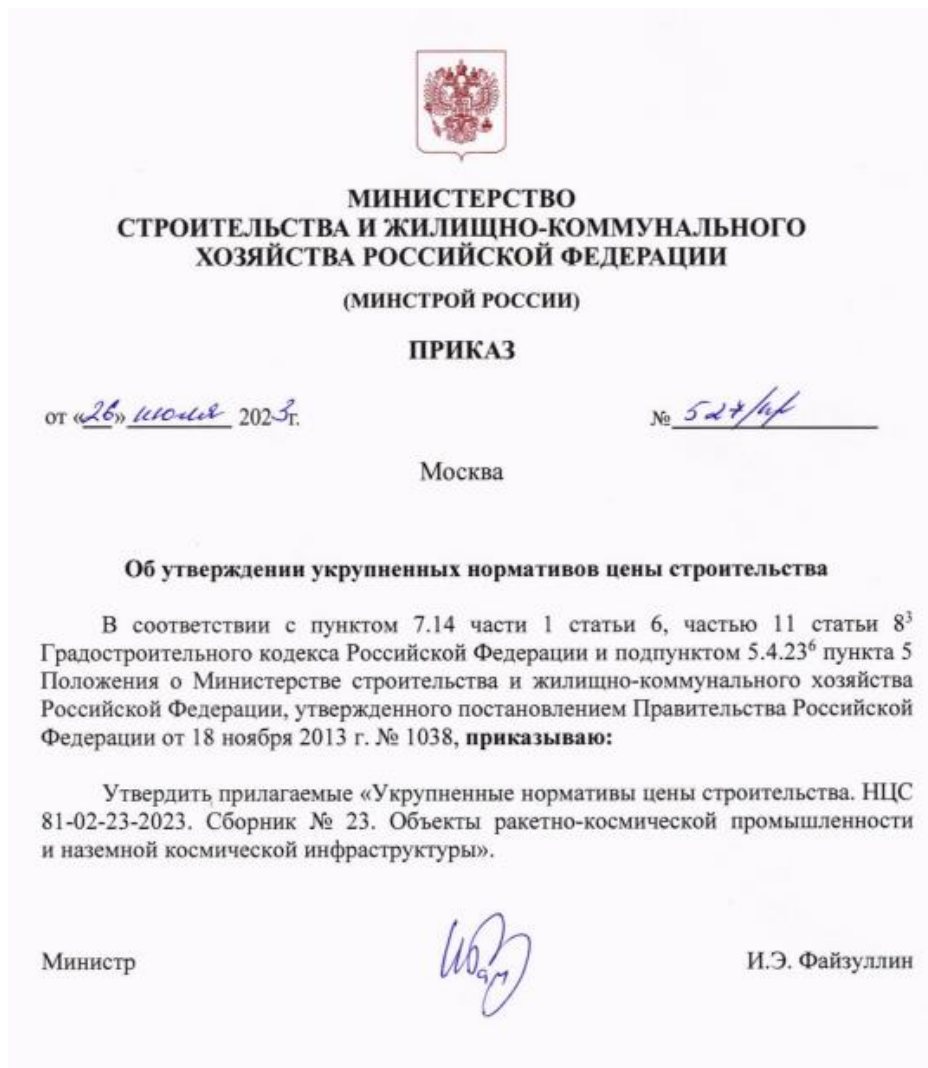 МИНИСТЕРСТВО
СТРОИТЕЛЬСТВА И ЖИЛИЩНО-КОММУНАЛЬНОГО
ХОЗЯЙСТВА РОССИЙСКОЙ ФЕДЕРАЦИИ
(МИНСТРОЙ РОССИИ)
ПРИКАЗ
от «26» июля 2023г. № 527/пр
Москва
Об утверждении укрупненных нормативов цены строительства
В соответствии с пунктом 7.14 части 1 статьи 6, частью 11 статьи 8³
Градостроительного кодекса Российской Федерации и подпунктом 5.4.23⁶ пункта 5
Положения о Министерстве строительства и жилищно-коммунального хозяйства
Российской Федерации, утвержденного постановлением Правительства Российской
Федерации от 18 ноября 2013 г. № 1038, приказываю:
Утвердить прилагаемые «Укрупненные нормативы цены строительства. НЦС
81-02-23-2023. Сборник № 23. Объекты ракетно-космической промышленности
и наземной космической инфраструктуры».
Министр И.Э. Файзуллин